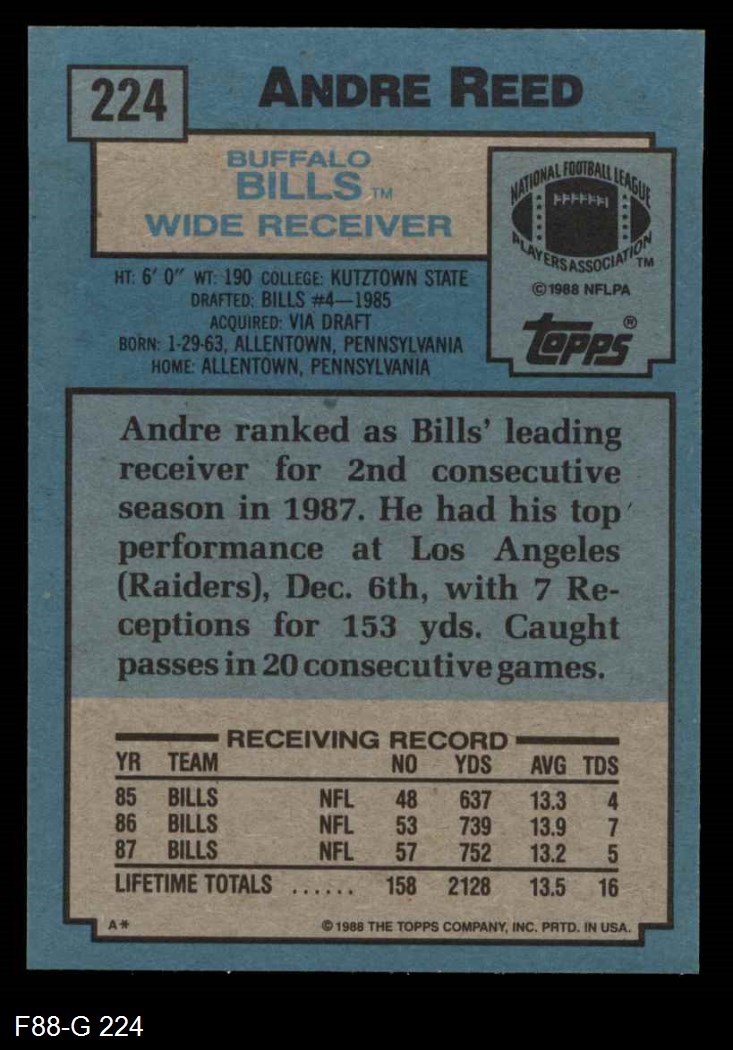 224
ANDRE REED
BUFFALO
BILLS TM
WIDE RECEIVER
NATIONAL FOOTBALL LEAGUE
PLAYERS ASSOCIATION TM
© 1988 NFLPA
topps®
HT: 6' 0" WT: 190 COLLEGE: KUTZTOWN STATE
DRAFTED: BILLS #4—1985
ACQUIRED: VIA DRAFT
BORN: 1-29-63, ALLENTOWN, PENNSYLVANIA
HOME: ALLENTOWN, PENNSYLVANIA
Andre ranked as Bills' leading
receiver for 2nd consecutive
season in 1987. He had his top
performance at Los Angeles
(Raiders), Dec. 6th, with 7 Re-
ceptions for 153 yds. Caught
passes in 20 consecutive games.
RECEIVING RECORD
YR TEAM NO YDS AVG TDS
85 BILLS NFL 48 637 13.3 4
86 BILLS NFL 53 739 13.9 7
87 BILLS NFL 57 752 13.2 5
LIFETIME TOTALS ...... 158 2128 13.5 16
A* © 1988 THE TOPPS COMPANY, INC. PRTD. IN USA.
F88-G 224